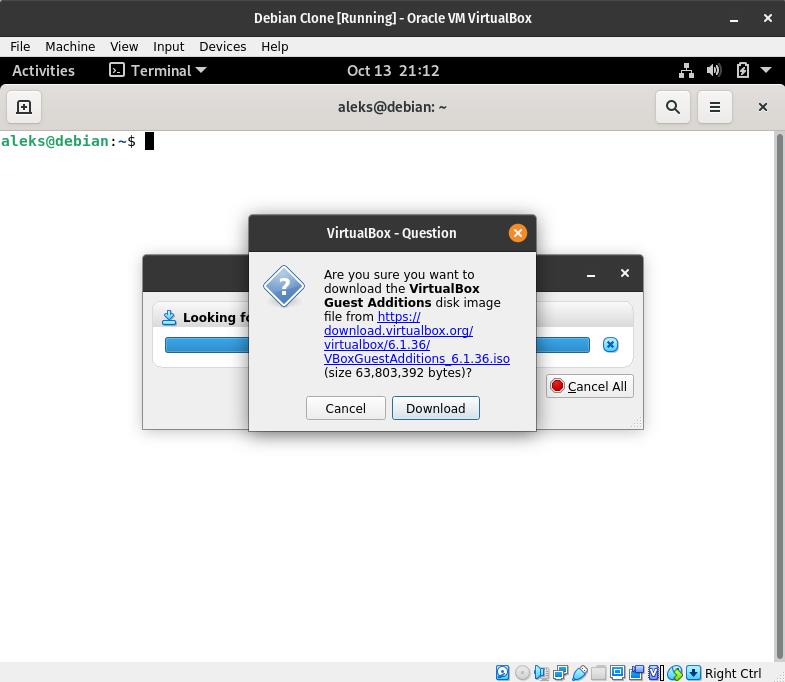 Debian Clone [Running] - Oracle VM VirtualBox
File Machine View Input Devices Help
Activities Terminal Oct 13 21:12
aleks@debian: ~
aleks@debian:~$
VirtualBox - Question
Looking fo
Are you sure you want to
download the VirtualBox
Guest Additions disk image
file from https://
download.virtualbox.org/
virtualbox/6.1.36/
VBoxGuestAdditions_6.1.36.iso
(size 63,803,392 bytes)?
Cancel Download
Cancel All
Right Ctrl